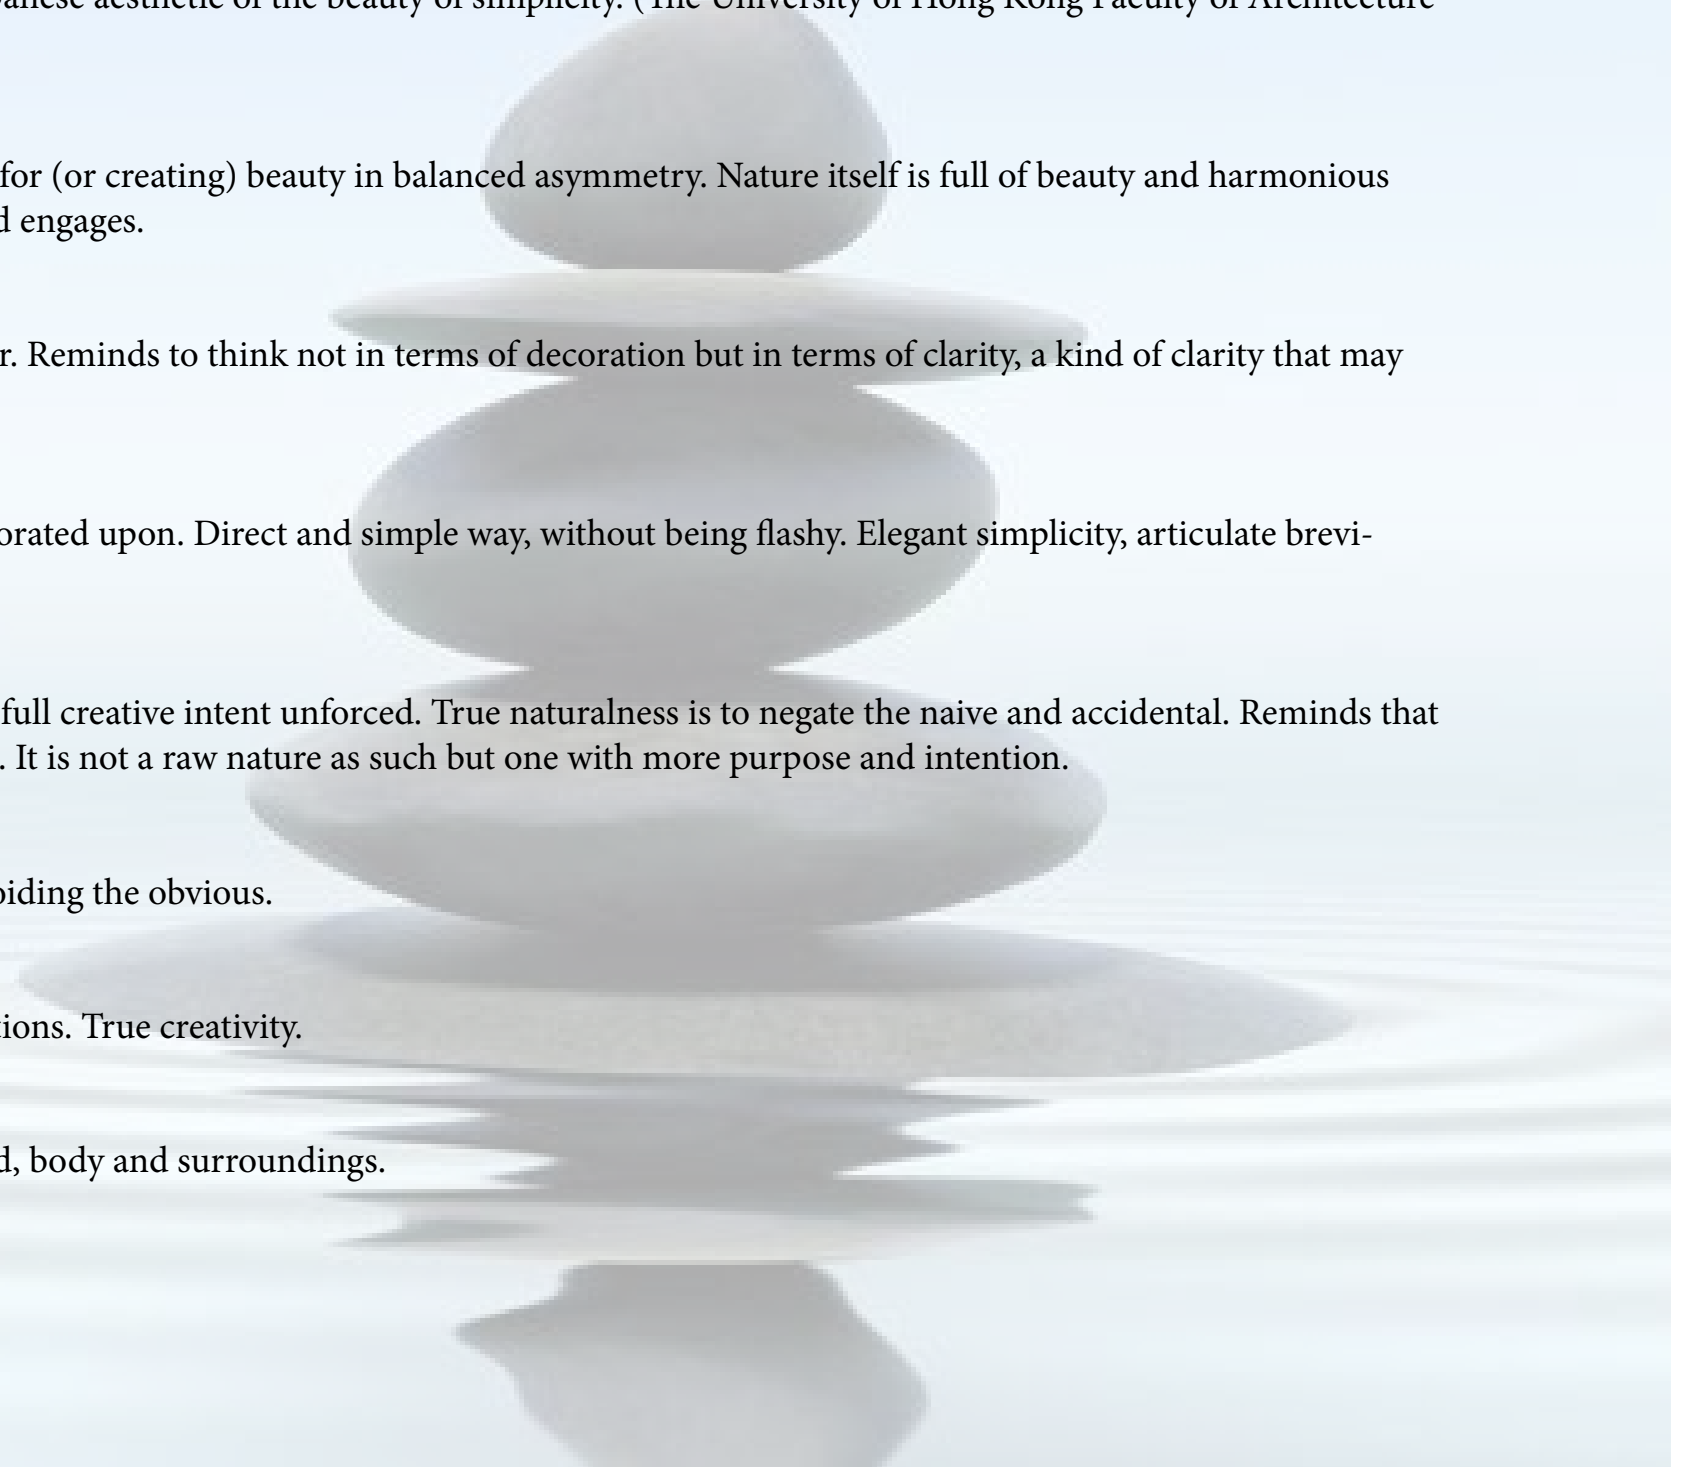 aesthetic of the beauty of simplicity. (The University of Hong Kong Faculty of Architecture
for (or creating) beauty in balanced asymmetry. Nature itself is full of beauty and harmonious
engages.
Reminds to think not in terms of decoration but in terms of clarity, a kind of clarity that may
upon. Direct and simple way, without being flashy. Elegant simplicity, articulate brevi-
full creative intent unforced. True naturalness is to negate the naive and accidental. Reminds that
. It is not a raw nature as such but one with more purpose and intention.
the obvious.
True creativity.
body and surroundings.